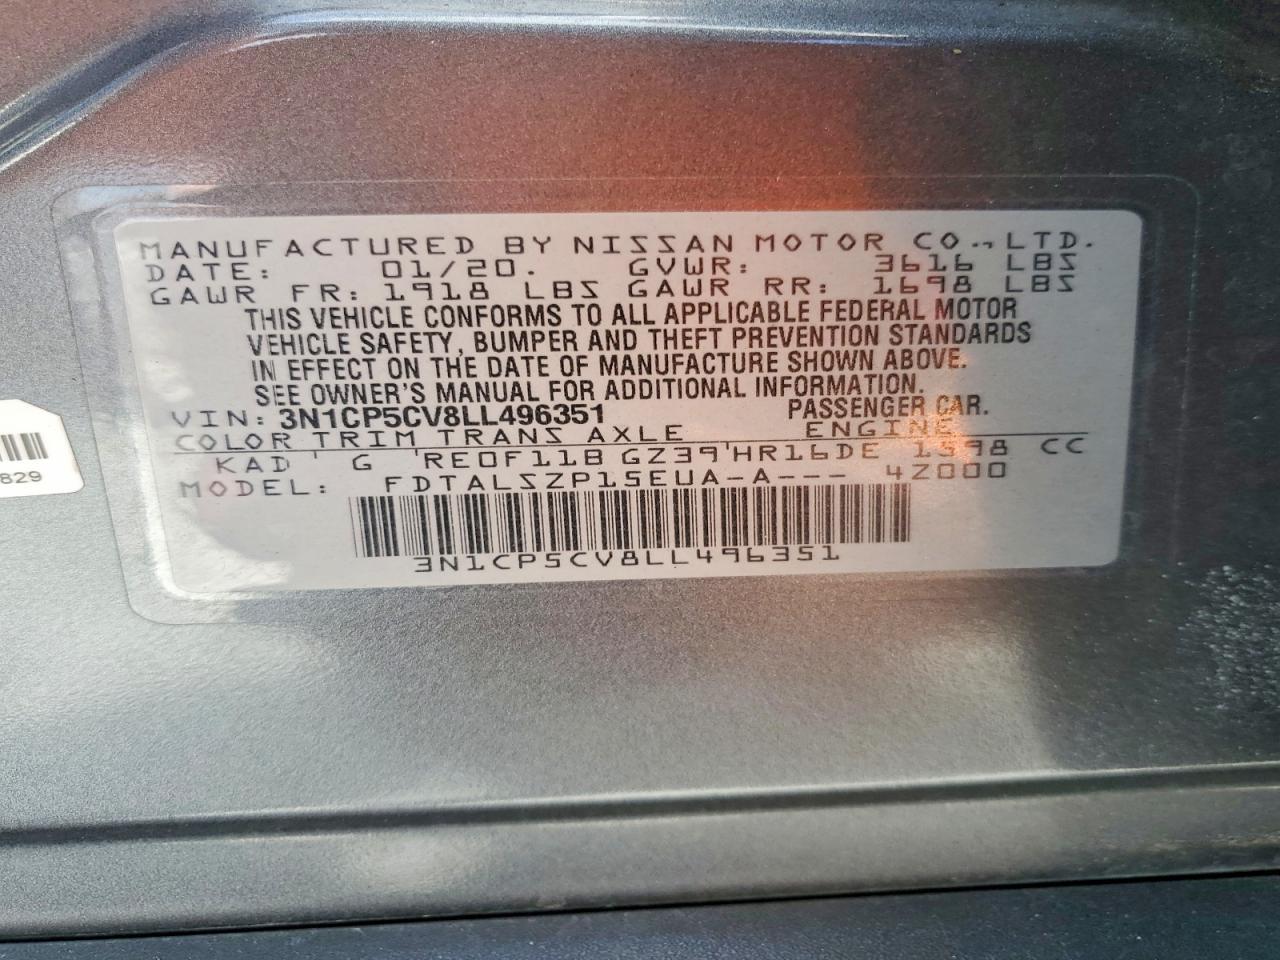 MANUFACTURED BY NISSAN MOTOR CO., LTD.
DATE: 01/20. GVWR: 3616 LBS
GAWR FR: 1918 LBS GAWR RR: 1698 LBS
THIS VEHICLE CONFORMS TO ALL APPLICABLE FEDERAL MOTOR
VEHICLE SAFETY, BUMPER AND THEFT PREVENTION STANDARDS
IN EFFECT ON THE DATE OF MANUFACTURE SHOWN ABOVE.
SEE OWNER'S MANUAL FOR ADDITIONAL INFORMATION.
VIN: 3N1CP5CV8LL496351 PASSENGER CAR.
COLOR TRIM TRANS AXLE ENGINE
KAD ' G 'RE0F11B GZ39'HR16DE 1598 CC
MODEL: FDTALSZP15EUA-A--- 4Z000
3N1CP5CV8LL496351
829